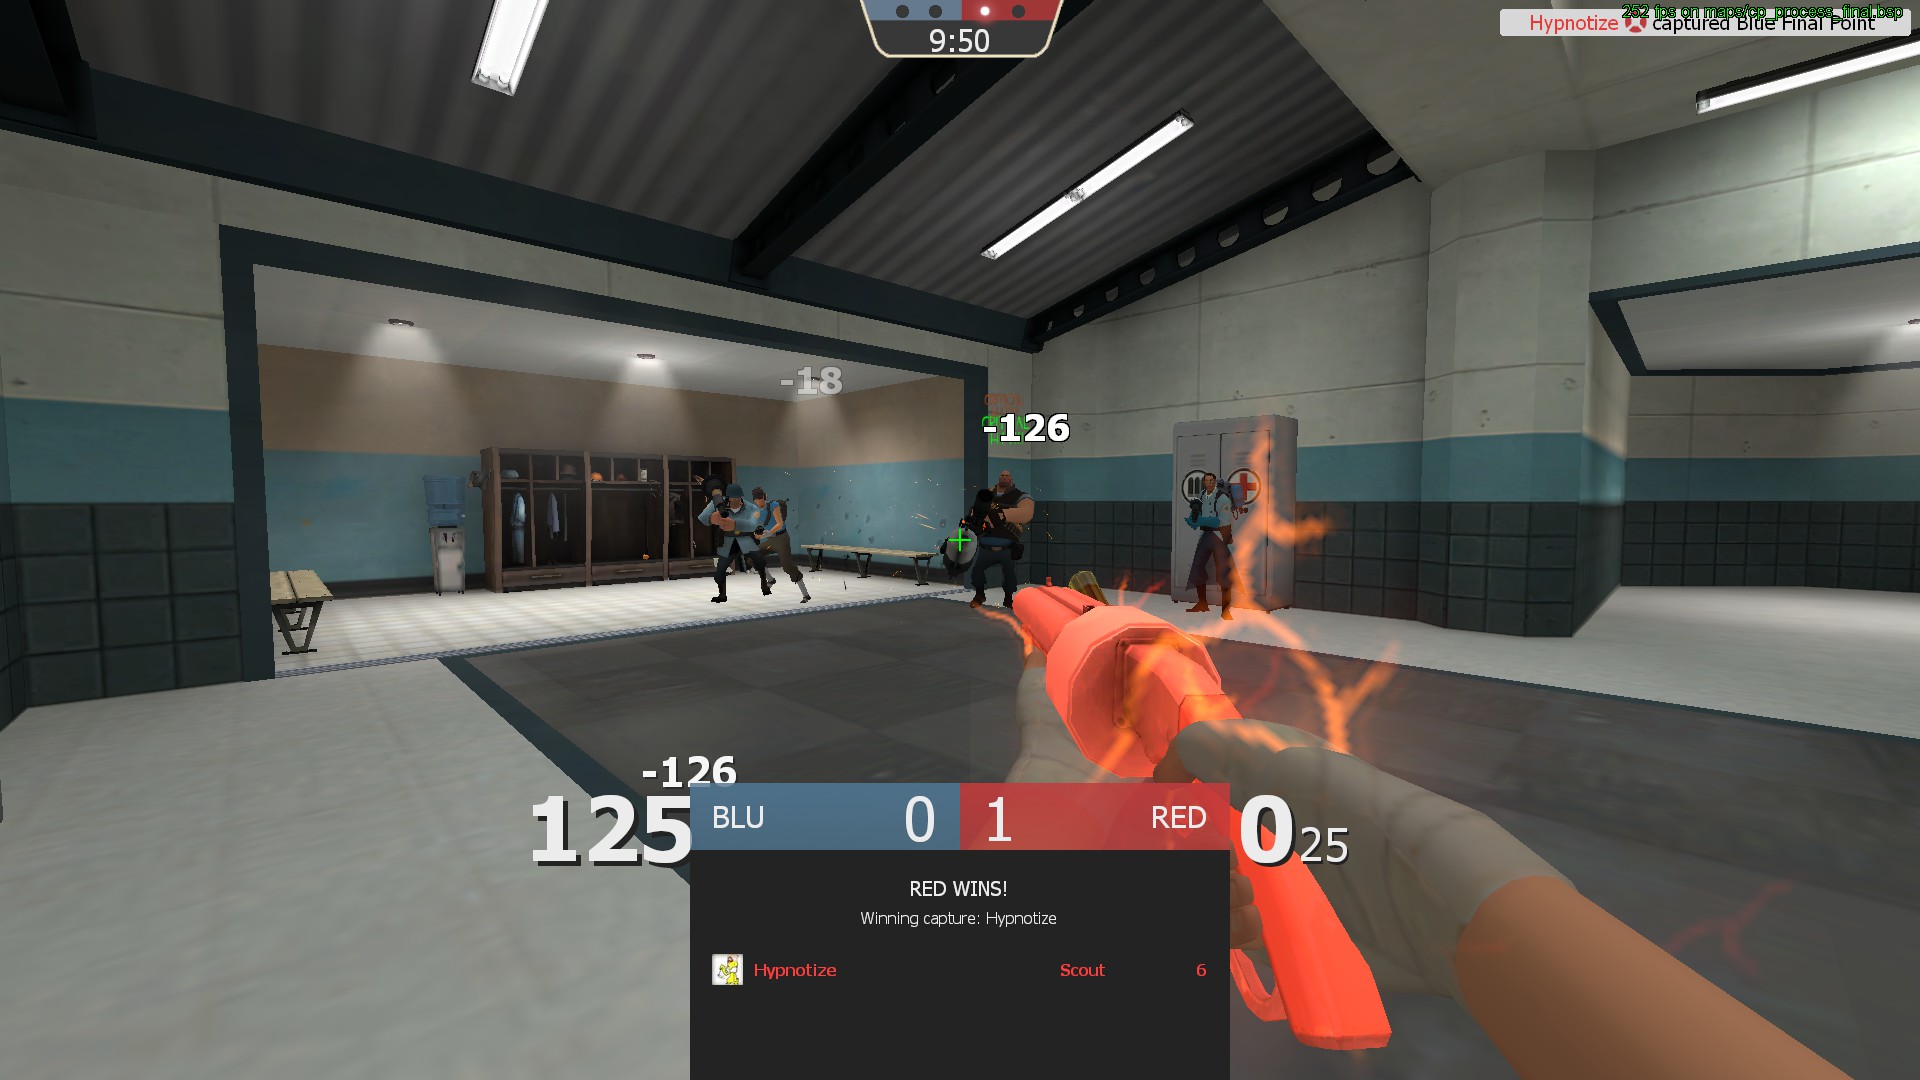 252 fps on maps/cp_process_final.bsp
Hypnotize captured Blue Final Point
9:50
-18
-126
-126
125
BLU 0 1 RED
0 25
RED WINS!
Winning capture: Hypnotize
Hypnotize Scout 6